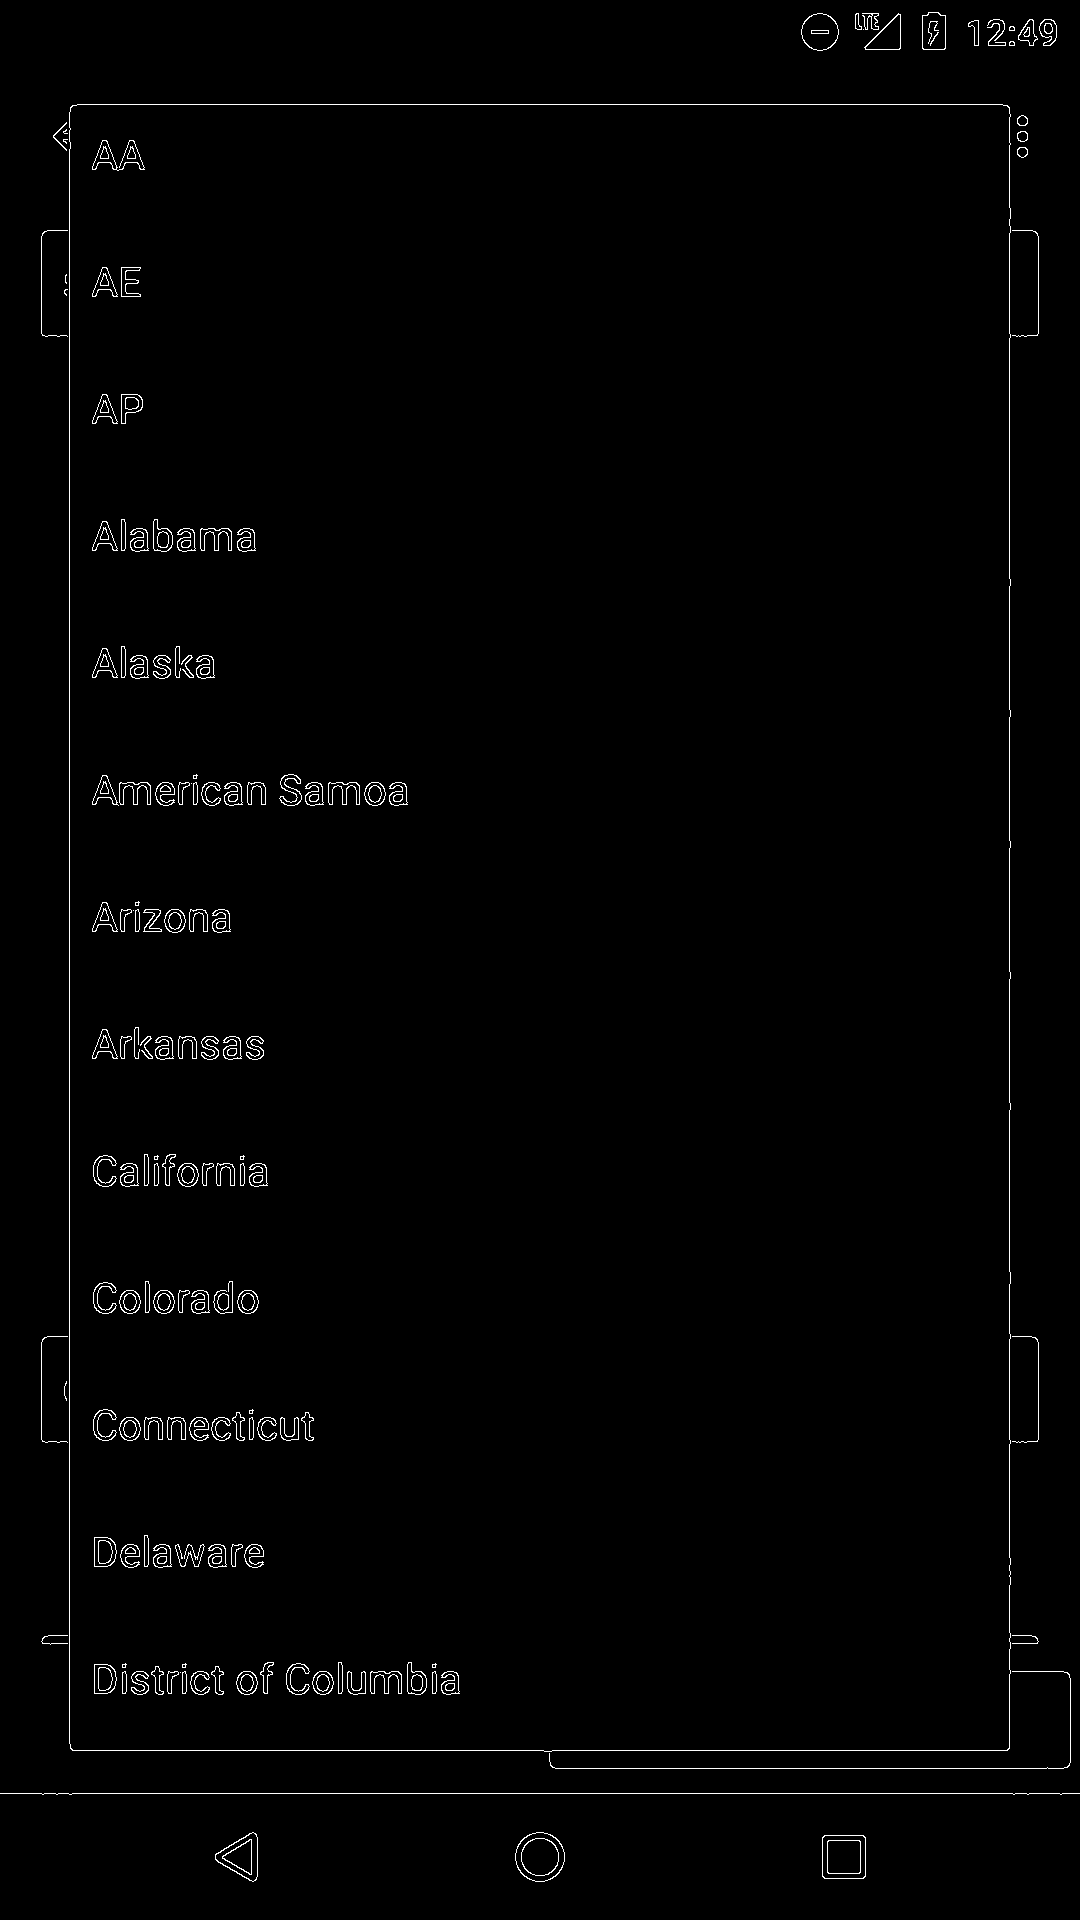 LTE 12:49
AA
AE
AP
Alabama
Alaska
American Samoa
Arizona
Arkansas
California
Colorado
Connecticut
Delaware
District of Columbia